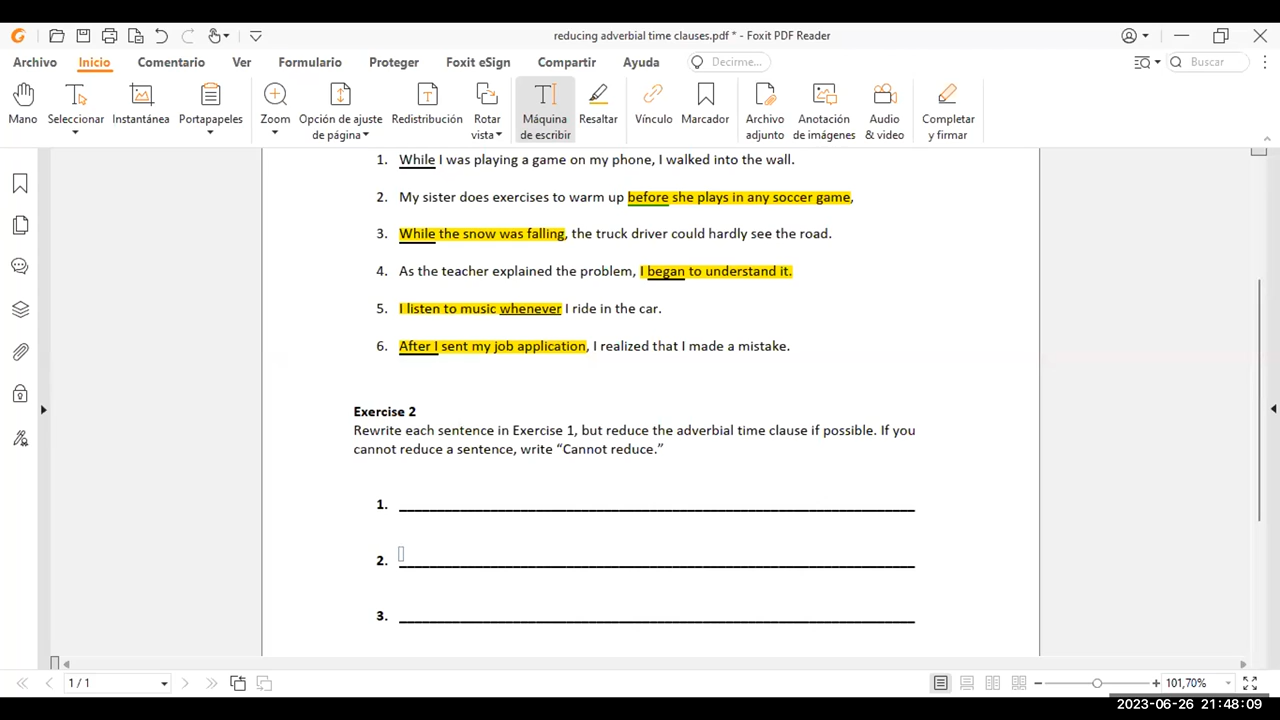 reducing adverbial time clauses.pdf * - Foxit PDF Reader
Archivo Inicio Comentario Ver Formulario Proteger Foxit eSign Compartir Ayuda Decirme... Buscar
Mano Seleccionar Instantánea Portapapeles Zoom Opción de ajuste de página Redistribución Rotar vista Máquina de escribir Resaltar Vínculo Marcador Archivo adjunto Anotación de imágenes Audio & video Completar y firmar
1. While I was playing a game on my phone, I walked into the wall.
2. My sister does exercises to warm up before she plays in any soccer game,
3. While the snow was falling, the truck driver could hardly see the road.
4. As the teacher explained the problem, I began to understand it.
5. I listen to music whenever I ride in the car.
6. After I sent my job application, I realized that I made a mistake.
Exercise 2
Rewrite each sentence in Exercise 1, but reduce the adverbial time clause if possible. If you
cannot reduce a sentence, write “Cannot reduce.”
1.
2.
3.
1 / 1
101,70%
2023-06-26 21:48:09